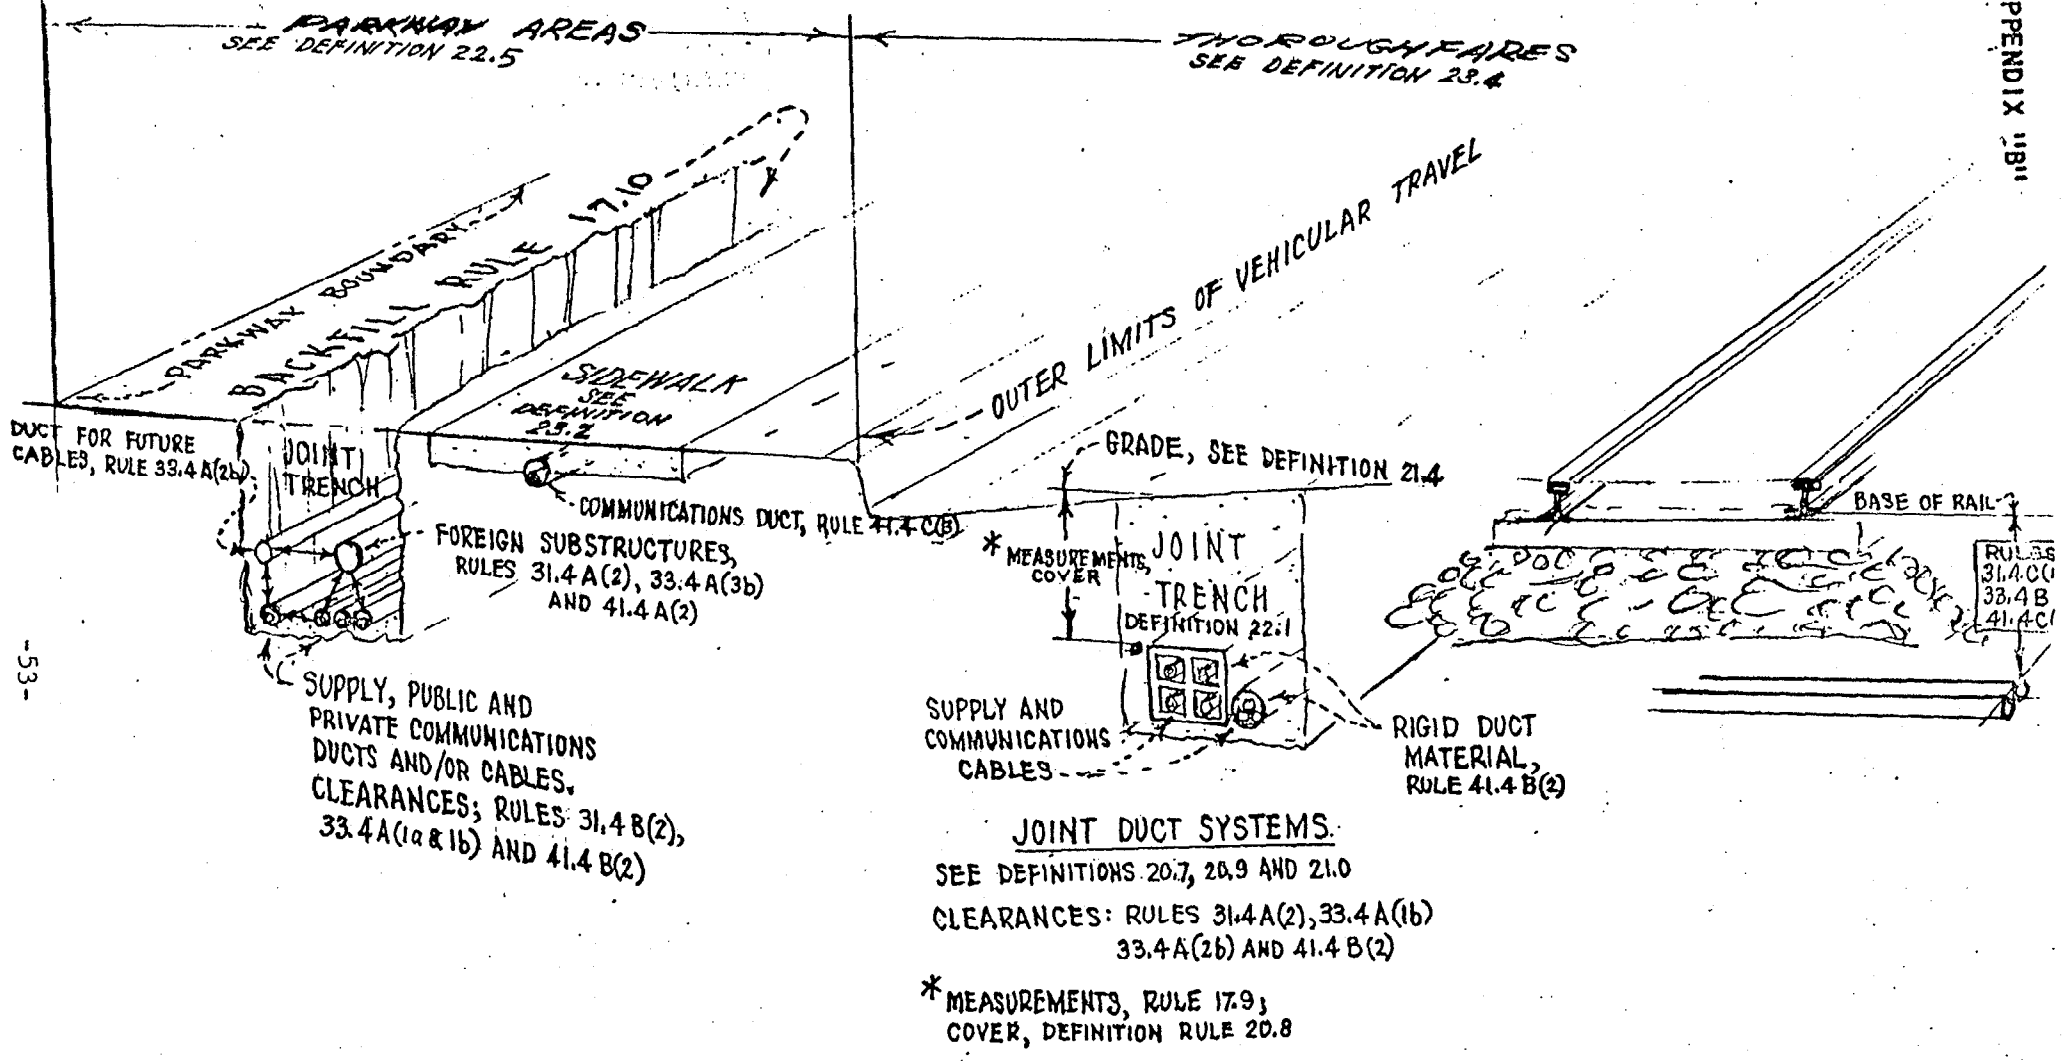 PARKWAY AREAS
SEE DEFINITION 22.5
THOROUGHFARES
SEE DEFINITION 23.4
PPENDIX "B"
PARKWAY BOUNDARY
BACKFILL RULE 17.10
OUTER LIMITS OF VEHICULAR TRAVEL
SIDEWALK
SEE
DEFINITION
23.2
DUCT FOR FUTURE
CABLES, RULE 33.4 A(2b)
JOINT
TRENCH
COMMUNICATIONS DUCT, RULE 41.4 C(B)
FOREIGN SUBSTRUCTURES,
RULES 31.4 A(2), 33.4 A(3b)
AND 41.4 A(2)
GRADE, SEE DEFINITION 21.4
* MEASUREMENTS,
COVER
JOINT
TRENCH
DEFINITION 22.1
BASE OF RAIL
RULES
31.4 C(
33.4 B
41.4 C(
SUPPLY, PUBLIC AND
PRIVATE COMMUNICATIONS
DUCTS AND/OR CABLES.
CLEARANCES; RULES 31.4 B(2),
33.4 A(1a & 1b) AND 41.4 B(2)
SUPPLY AND
COMMUNICATIONS
CABLES
RIGID DUCT
MATERIAL,
RULE 41.4 B(2)
JOINT DUCT SYSTEMS.
SEE DEFINITIONS 20.7, 20.9 AND 21.0
CLEARANCES: RULES 31.4 A(2), 33.4 A(1b)
33.4 A(2b) AND 41.4 B(2)
* MEASUREMENTS, RULE 17.9;
COVER, DEFINITION RULE 20.8
-53-